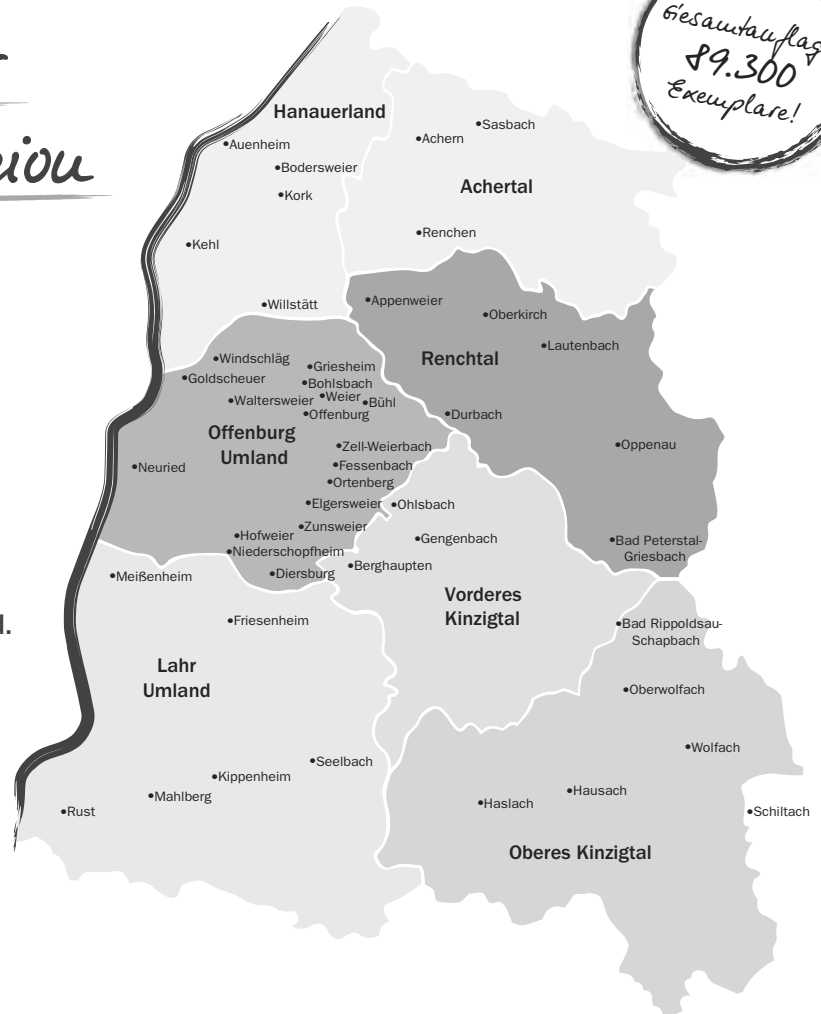 Gesamtauflag
89.300
Exemplare!
Hanauerland
Auenheim
Bodersweier
Kork
Kehl
Willstätt
Sasbach
Achern
Achertal
Renchen
Appenweier
Oberkirch
Lautenbach
Renchtal
Durbach
Oppenau
Bad Peterstal-
Griesbach
Windschläg
Griesheim
Goldscheuer
Bohlsbach
Weier
Waltersweier
Bühl
Offenburg
Offenburg
Umland
Zell-Weierbach
Neuried
Fessenbach
Ortenberg
Elgersweier
Ohlsbach
Zunsweier
Hofweier
Niederschopfheim
Diersburg
Gengenbach
Berghaupten
Vorderes
Kinzigtal
Meißenheim
Friesenheim
Lahr
Umland
Seelbach
Kippenheim
Mahlberg
Rust
Bad Rippoldsau-
Schapbach
Oberwolfach
Wolfach
Hausach
Haslach
Schiltach
Oberes Kinzigtal